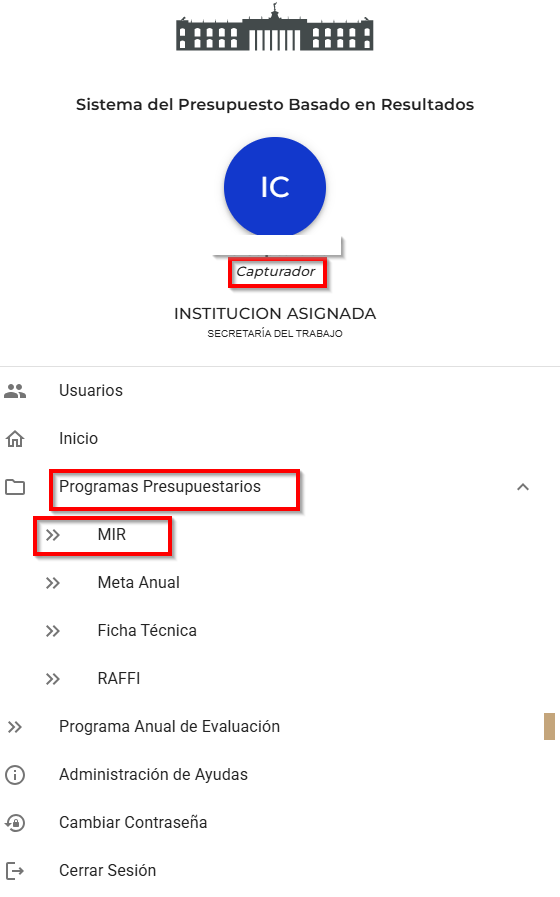 Sistema del Presupuesto Basado en Resultados
IC
Capturador
INSTITUCION ASIGNADA
SECRETARÍA DEL TRABAJO
Usuarios
Inicio
Programas Presupuestarios
MIR
Meta Anual
Ficha Técnica
RAFFI
Programa Anual de Evaluación
Administración de Ayudas
Cambiar Contraseña
Cerrar Sesión